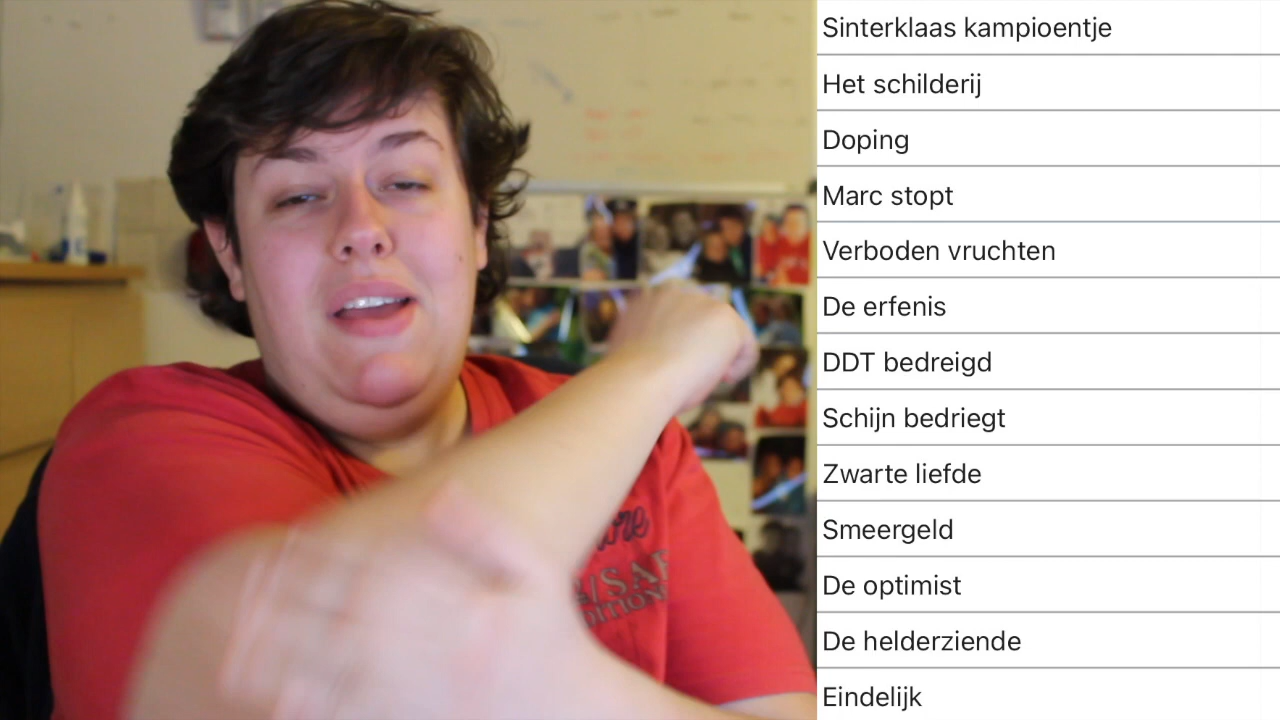 Sinterklaas kampioentje
Het schilderij
Doping
Marc stopt
Verboden vruchten
De erfenis
DDT bedreigd
Schijn bedriegt
Zwarte liefde
Smeergeld
De optimist
De helderziende
Eindelijk